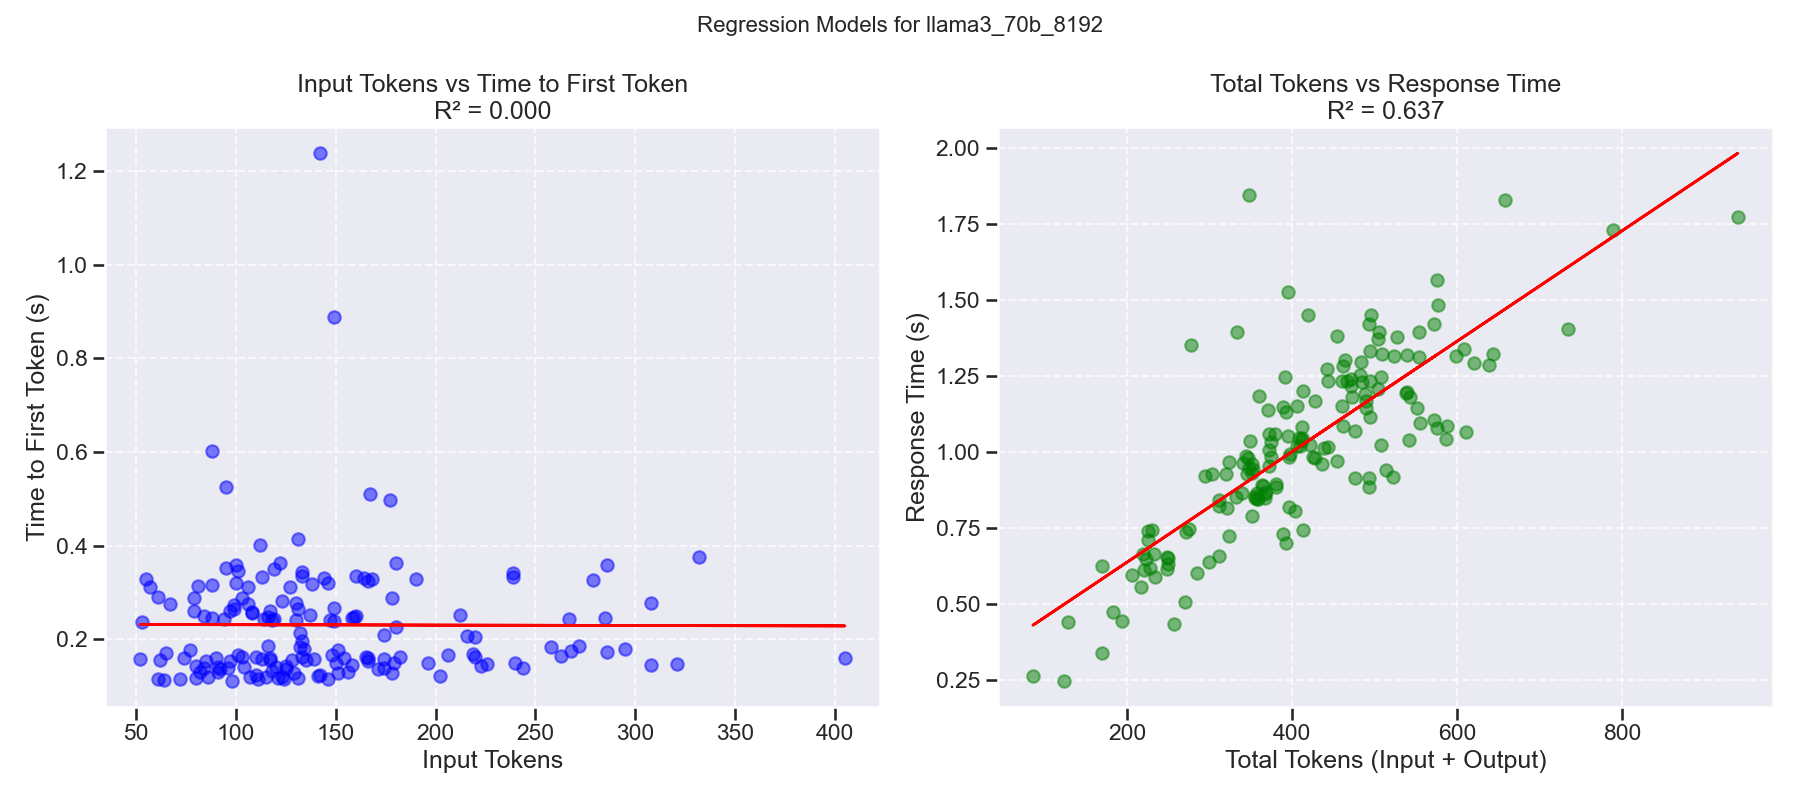 Regression Models for llama3_70b_8192
Input Tokens vs Time to First Token
R² = 0.000
Time to First Token (s)
1.2
1.0
0.8
0.6
0.4
0.2
50 100 150 200 250 300 350 400
Input Tokens
Total Tokens vs Response Time
R² = 0.637
Response Time (s)
2.00
1.75
1.50
1.25
1.00
0.75
0.50
0.25
200 400 600 800
Total Tokens (Input + Output)